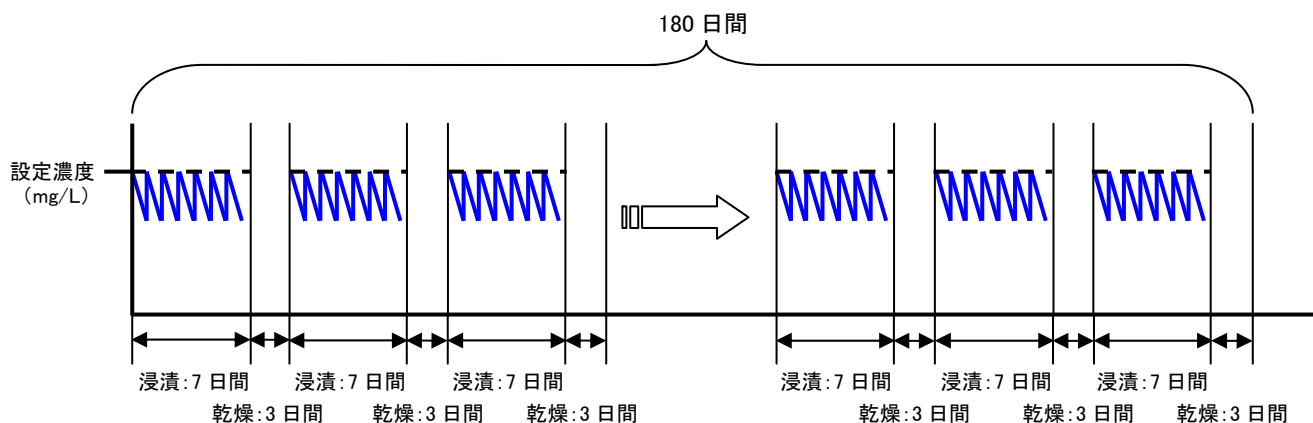 180 日間
設定濃度
（mg/L）
浸漬：7 日間 浸漬：7 日間 浸漬：7 日間 浸漬：7 日間 浸漬：7 日間 浸漬：7 日間
乾燥：3 日間 乾燥：3 日間 乾燥：3 日間 乾燥：3 日間 乾燥：3 日間 乾燥：3 日間